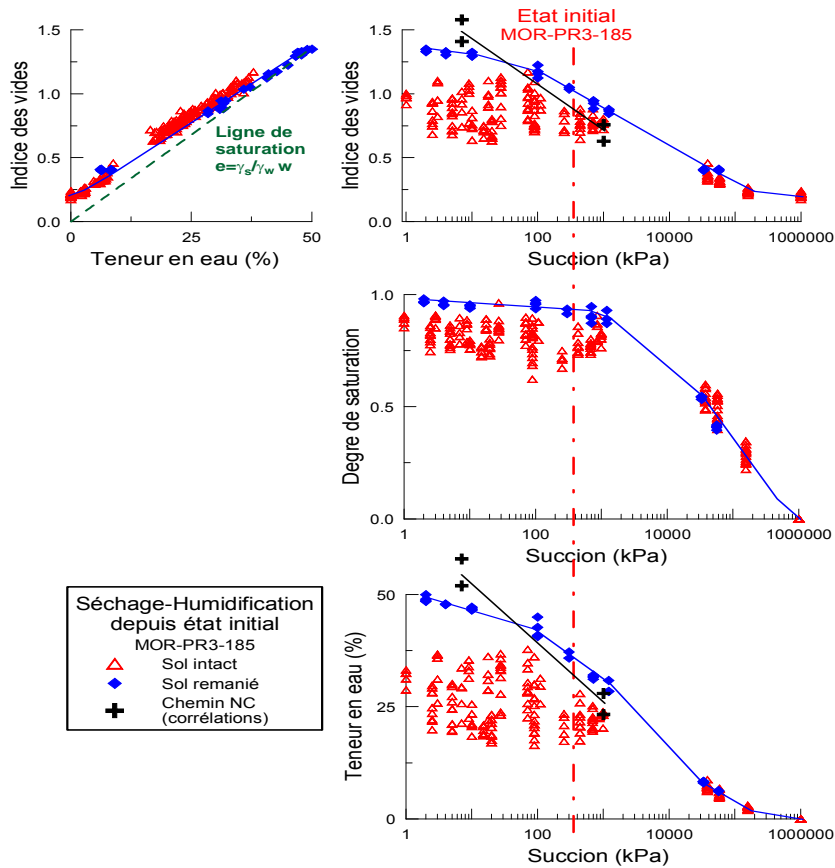 Indice des vides
1.5
1.0
0.5
0.0
0
25
50
Teneur en eau (%)
Ligne de
saturation
e=γs/γw w
Etat initial
MOR-PR3-185
Indice des vides
1.5
1.0
0.5
0.0
1
100
10000
1000000
Succion (kPa)
Degre de saturation
1.0
0.5
0.0
1
100
10000
1000000
Succion (kPa)
Teneur en eau (%)
50
25
0
1
100
10000
1000000
Succion (kPa)
Séchage-Humidification
depuis état initial
MOR-PR3-185
Sol intact
Sol remanié
Chemin NC
(corrélations)